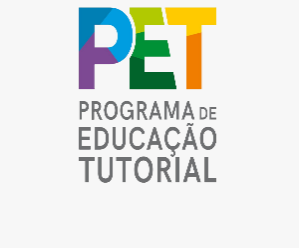 PET
PROGRAMA DE
EDUCAÇÃO
TUTORIAL